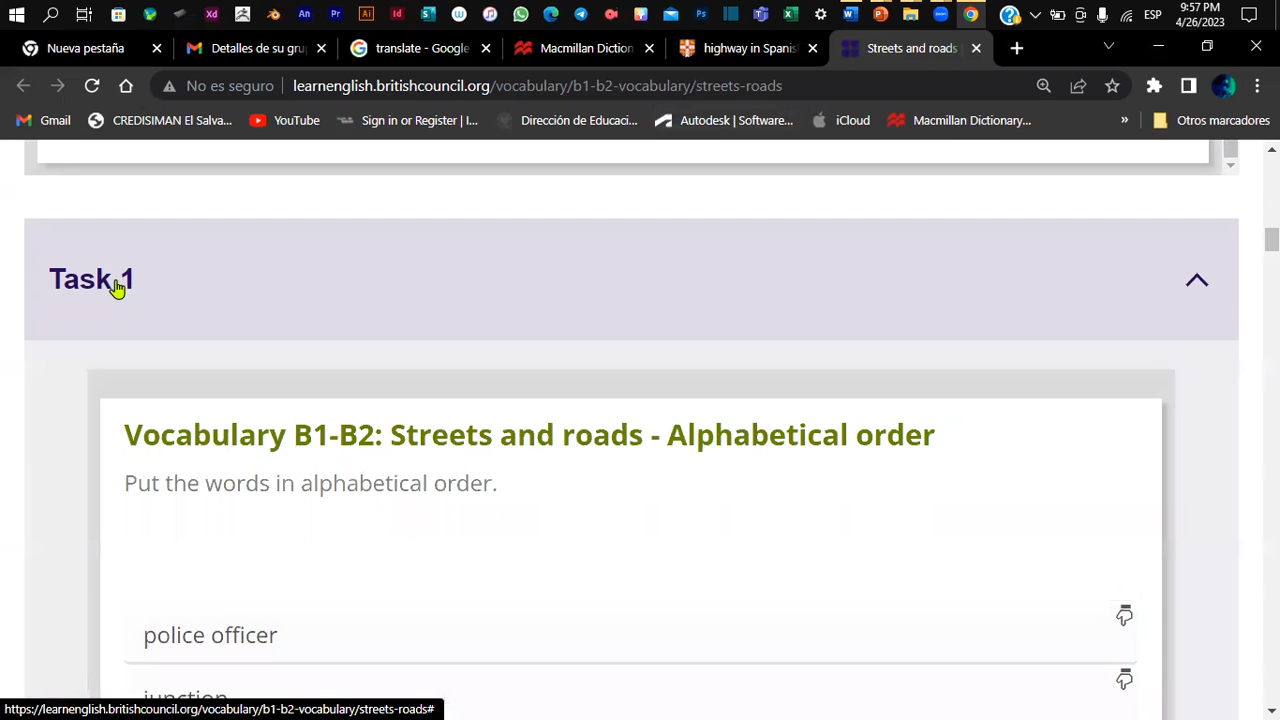 9:57 PM
ESP
4/26/2023
Nueva pestaña
Detalles de su gru
translate - Google
Macmillan Diction
highway in Spanis
Streets and roads
No es seguro
learnenglish.britishcouncil.org/vocabulary/b1-b2-vocabulary/streets-roads
Gmail
CREDISIMAN El Salva...
YouTube
Sign in or Register | I...
Dirección de Educaci...
Autodesk | Software...
iCloud
Macmillan Dictionary...
»
Otros marcadores
Task 1
Vocabulary B1-B2: Streets and roads - Alphabetical order
Put the words in alphabetical order.
police officer
junction
https://learnenglish.britishcouncil.org/vocabulary/b1-b2-vocabulary/streets-roads#